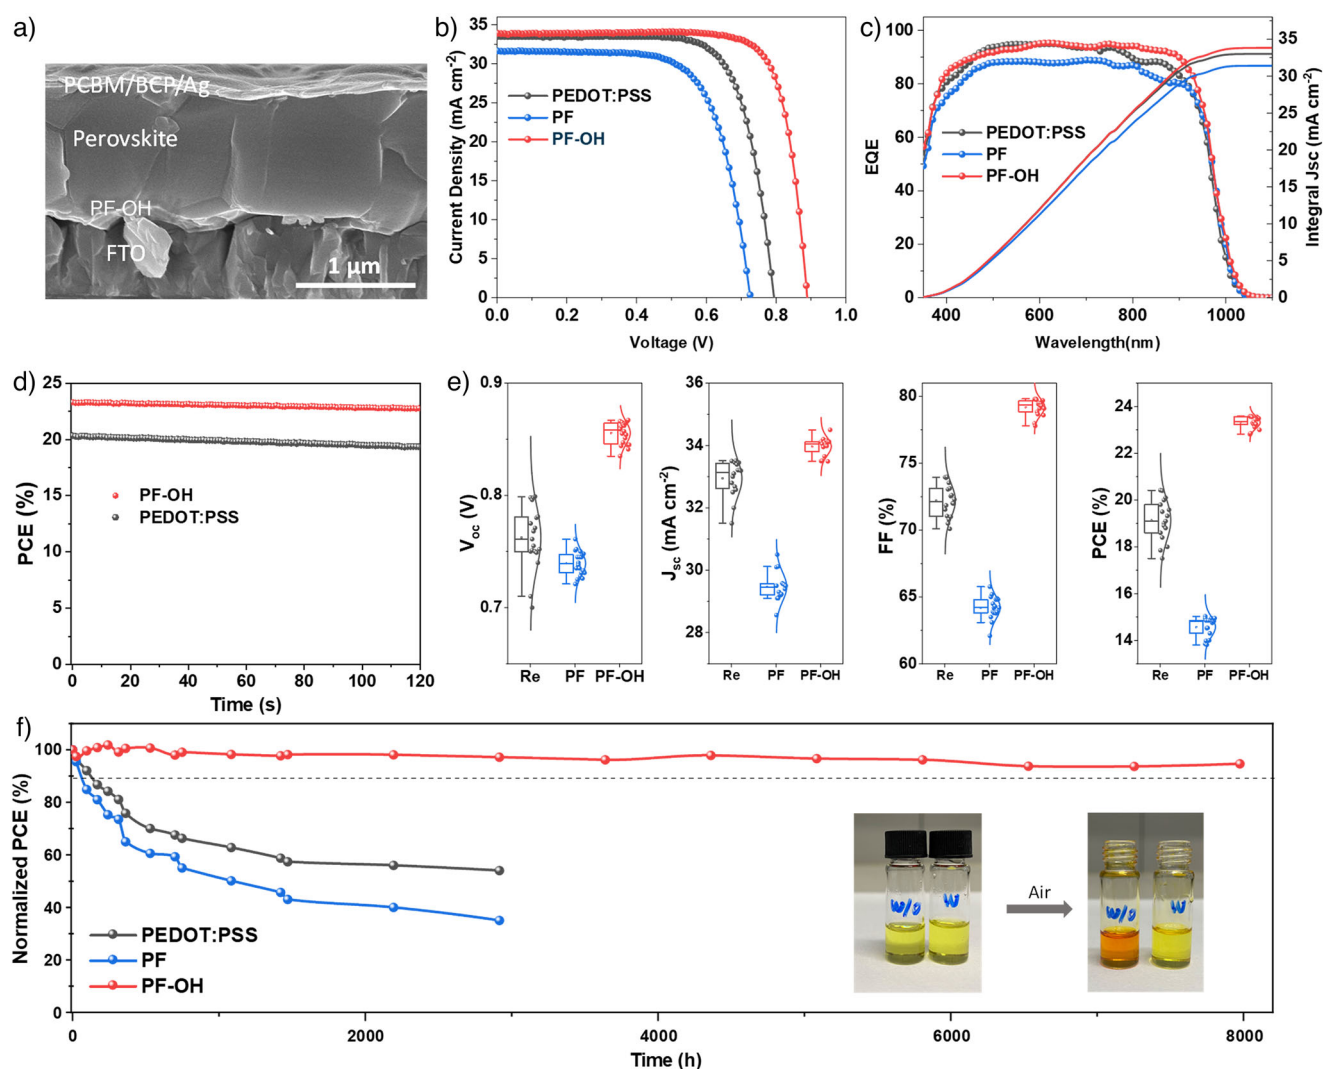 a)
PCBM/BCP/Ag
Perovskite
PF-OH
FTO
1 μm
b)
35
30
25
20
15
10
5
0
Current Density (mA cm⁻²)
PEDOT:PSS
PF
PF-OH
0.0 0.2 0.4 0.6 0.8 1.0
Voltage (V)
c)
100
80
60
40
20
0
EQE
PEDOT:PSS
PF
PF-OH
35
30
25
20
15
10
5
0
Integral Jsc (mA cm⁻²)
400 600 800 1000
Wavelength(nm)
d)
25
20
15
10
5
0
PCE (%)
PF-OH
PEDOT:PSS
0 20 40 60 80 100 120
Time (s)
e)
0.9
0.8
0.7
Voc (V)
Re PF PF-OH
36
34
32
30
28
Jsc (mA cm⁻²)
Re PF PF-OH
80
75
70
65
60
FF (%)
Re PF PF-OH
24
22
20
18
16
14
PCE (%)
Re PF PF-OH
f)
100
80
60
40
20
0
Normalized PCE (%)
PEDOT:PSS
PF
PF-OH
w/o W
Air
w/o W
0 2000 4000 6000 8000
Time (h)